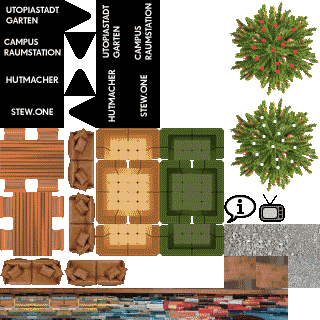 UTOPIASTADT
GARTEN
CAMPUS
RAUMSTATION
HUTMACHER
STEW.ONE
UTOPIASTADT
GARTEN
CAMPUS
RAUMSTATION
HUTMACHER
STEW.ONE
i